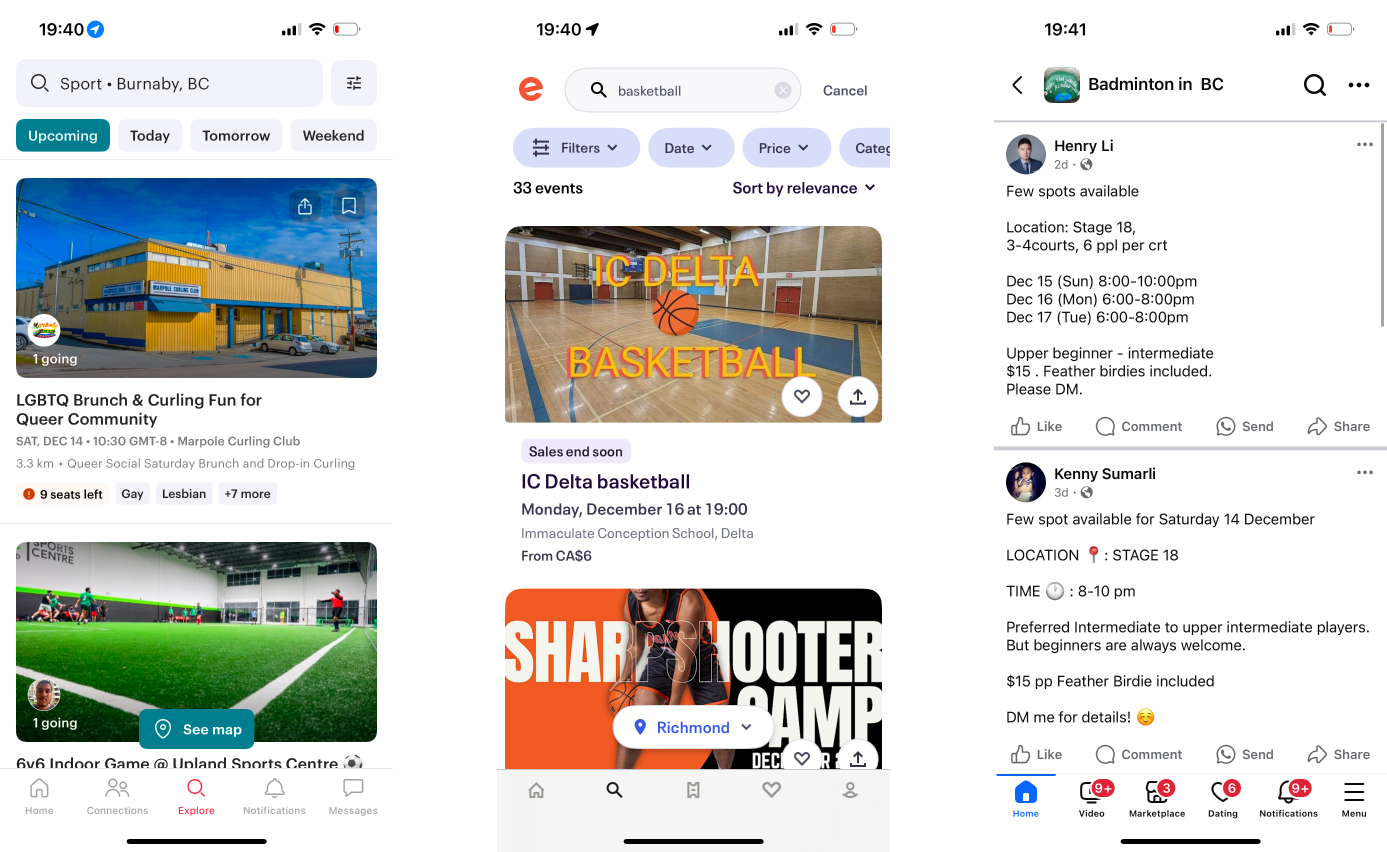 19:40
Sport • Burnaby, BC
Upcoming
Today
Tomorrow
Weekend
MARPOLE CURLING CLUB
1 going
LGBTQ Brunch & Curling Fun for
Queer Community
SAT, DEC 14 • 10:30 GMT-8 • Marpole Curling Club
3.3 km • Queer Social Saturday Brunch and Drop-in Curling
9 seats left
Gay
Lesbian
+7 more
SPORTS
CENTRE
1 going
See map
6v6 Indoor Game @ Upland Sports Centre ⚽
Home
Connections
Explore
Notifications
Messages
19:40
e
basketball
Cancel
Filters
Date
Price
Categ
33 events
Sort by relevance
IC DELTA
BASKETBALL
Sales end soon
IC Delta basketball
Monday, December 16 at 19:00
Immaculate Conception School, Delta
From CA$6
SHARPSHOOTER
CAMP
Richmond
19:41
Badminton in BC
Henry Li
2d
Few spots available
Location: Stage 18,
3-4courts, 6 ppl per crt
Dec 15 (Sun) 8:00-10:00pm
Dec 16 (Mon) 6:00-8:00pm
Dec 17 (Tue) 6:00-8:00pm
Upper beginner - intermediate
$15 . Feather birdies included.
Please DM.
Like
Comment
Send
Share
Kenny Sumarli
3d
Few spot available for Saturday 14 December
LOCATION 📍: STAGE 18
TIME 🕐 : 8-10 pm
Preferred Intermediate to upper intermediate players.
But beginners are always welcome.
$15 pp Feather Birdie included
DM me for details! ☺️
Like
Comment
Send
Share
9+
3
6
9+
Home
Video
Marketplace
Dating
Notifications
Menu